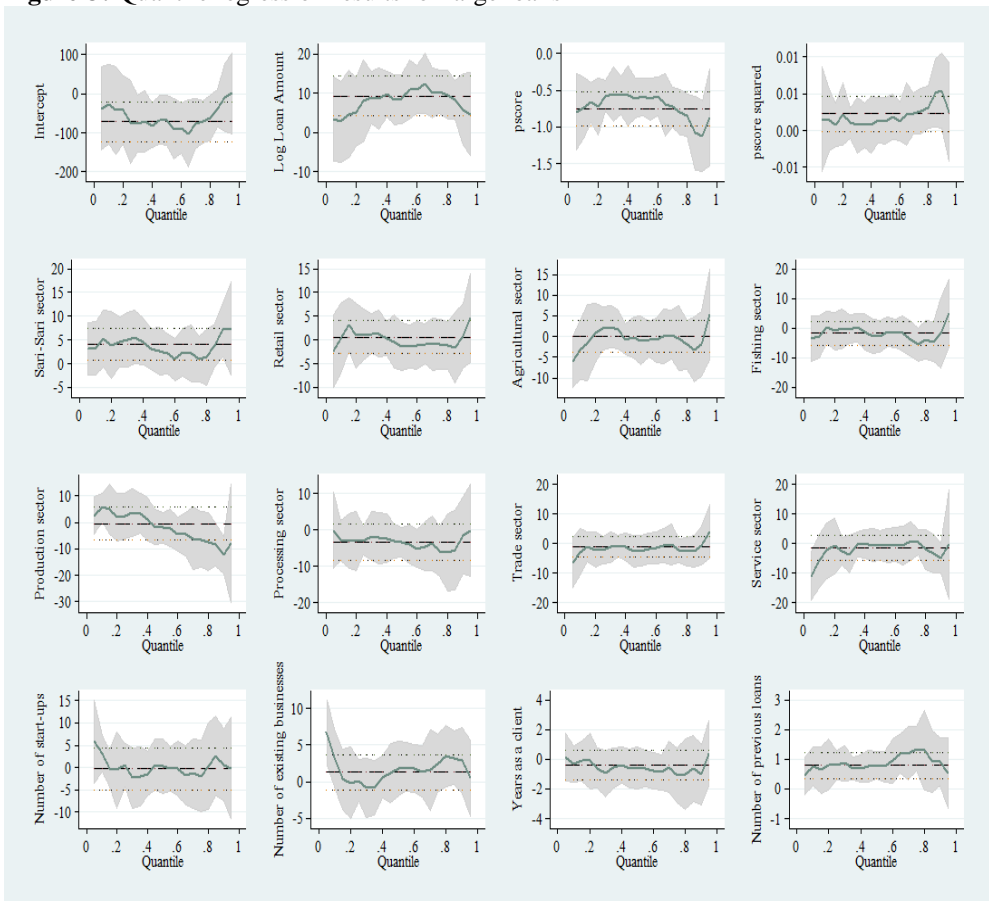 Quantile regression results for large loans
Intercept
100
0
-100
-200
0 .2 .4 .6 .8 1
Quantile
Log Loan Amount
20
10
0
-10
0 .2 .4 .6 .8 1
Quantile
pscore
0.0
-0.5
-1.0
-1.5
0 .2 .4 .6 .8 1
Quantile
pscore squared
0.01
0.01
0.00
-0.01
0 .2 .4 .6 .8 1
Quantile
Sari-Sari sector
20
15
10
5
0
-5
0 .2 .4 .6 .8 1
Quantile
Retail sector
15
10
5
0
-5
-10
0 .2 .4 .6 .8 1
Quantile
Agricultural sector
15
10
5
0
-5
-10
0 .2 .4 .6 .8 1
Quantile
Fishing sector
20
10
0
-10
-20
0 .2 .4 .6 .8 1
Quantile
Production sector
10
0
-10
-20
-30
0 .2 .4 .6 .8 1
Quantile
Processing sector
10
0
-10
-20
0 .2 .4 .6 .8 1
Quantile
Trade sector
20
10
0
-10
-20
0 .2 .4 .6 .8 1
Quantile
Service sector
20
10
0
-10
-20
0 .2 .4 .6 .8 1
Quantile
Number of start-ups
15
15
5
0
-5
-10
0 .2 .4 .6 .8 1
Quantile
Number of existing businesses
10
5
0
-5
0 .2 .4 .6 .8 1
Quantile
Years as a client
4
2
0
-2
-4
0 .2 .4 .6 .8 1
Quantile
Number of previous loans
3
2
1
0
-1
0 .2 .4 .6 .8 1
Quantile